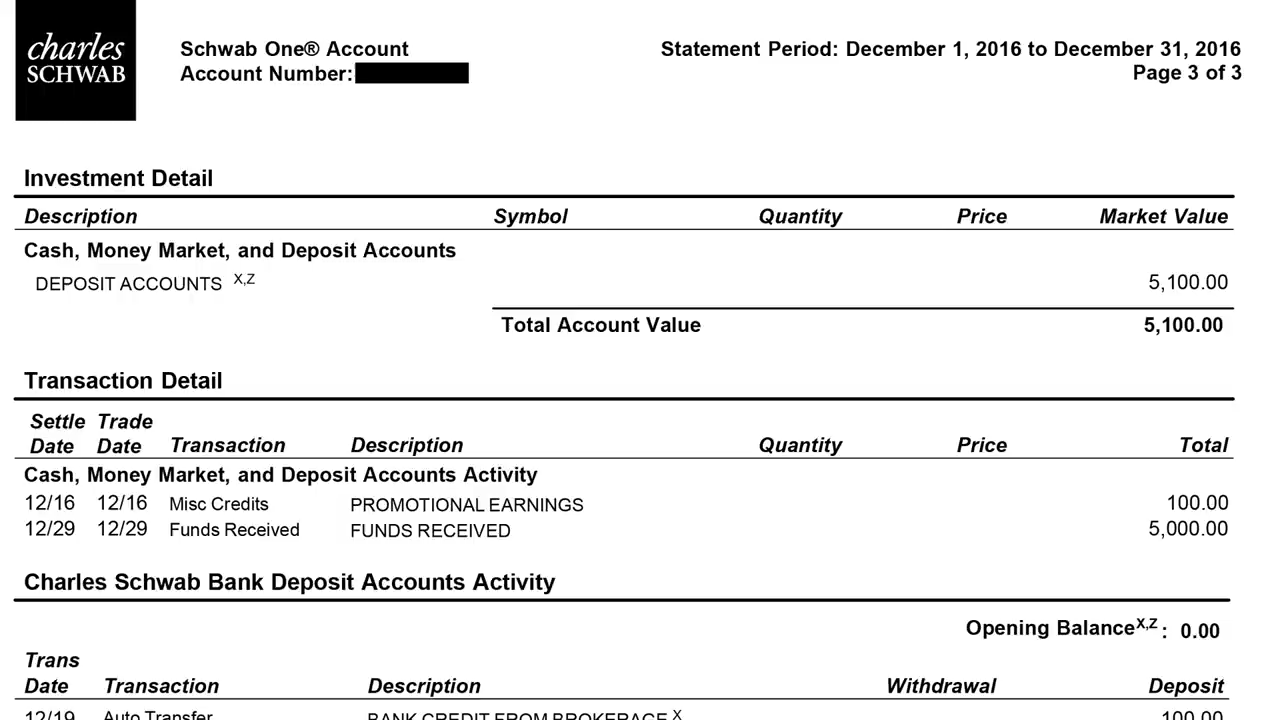 charles
SCHWAB
Schwab One® Account
Account Number:
Statement Period: December 1, 2016 to December 31, 2016
Page 3 of 3
Investment Detail
Description Symbol Quantity Price Market Value
Cash, Money Market, and Deposit Accounts
DEPOSIT ACCOUNTS X,Z 5,100.00
Total Account Value 5,100.00
Transaction Detail
Settle Trade
Date Date Transaction Description Quantity Price Total
Cash, Money Market, and Deposit Accounts Activity
12/16 12/16 Misc Credits PROMOTIONAL EARNINGS 100.00
12/29 12/29 Funds Received FUNDS RECEIVED 5,000.00
Charles Schwab Bank Deposit Accounts Activity
Opening Balance X,Z : 0.00
Trans
Date Transaction Description Withdrawal Deposit
12/19 Auto Transfer BANK CREDIT FROM BROKERAGE X 100.00